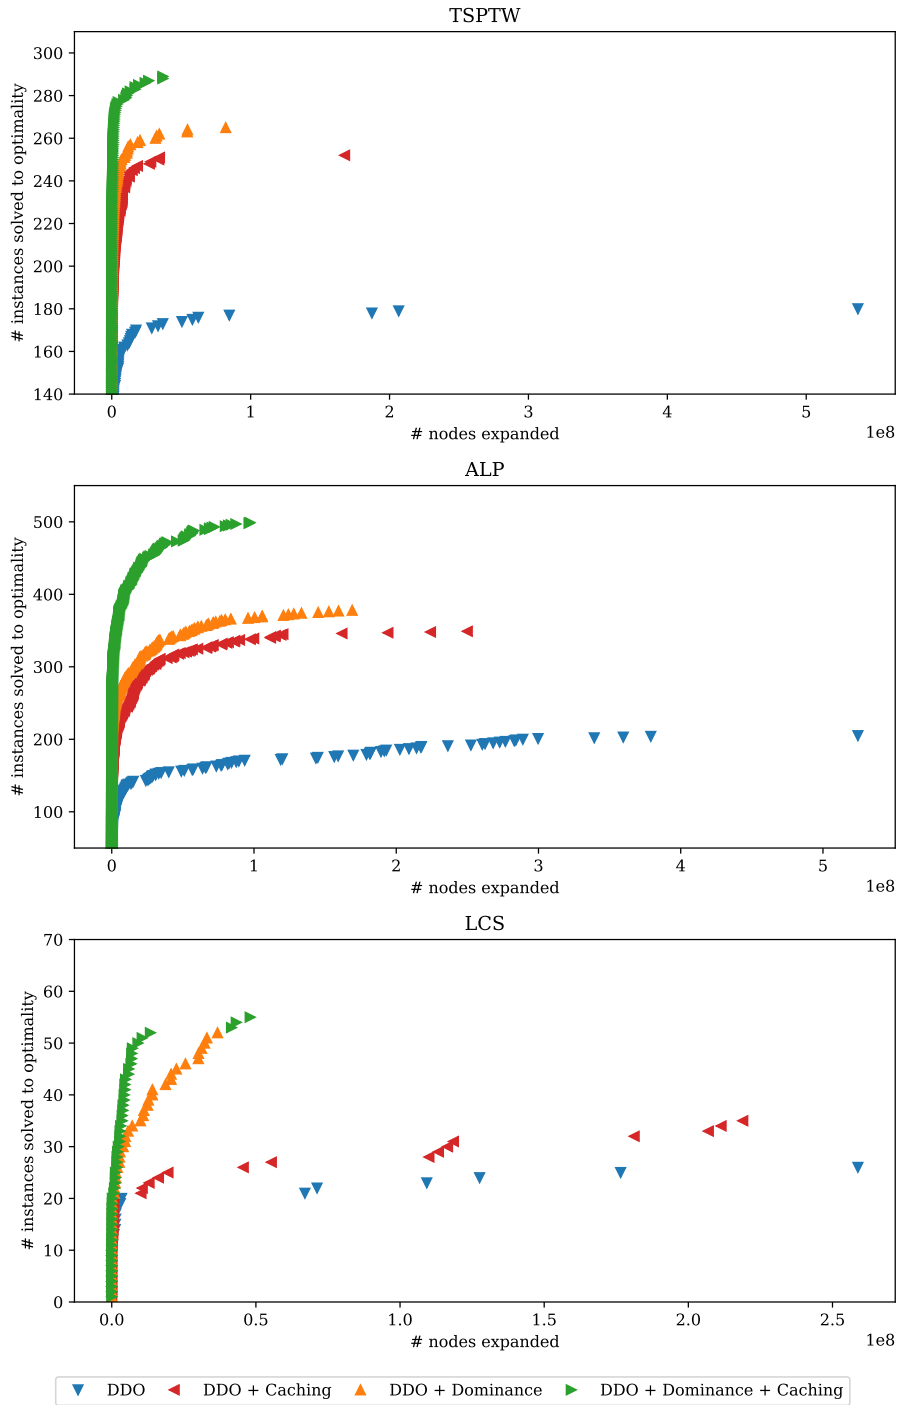 TSPTW
# instances solved to optimality
300
280
260
240
220
200
180
160
140
0 1 2 3 4 5
1e8
# nodes expanded
ALP
# instances solved to optimality
500
400
300
200
100
0 1 2 3 4 5
1e8
# nodes expanded
LCS
# instances solved to optimality
70
60
50
40
30
20
10
0
0.0 0.5 1.0 1.5 2.0 2.5
1e8
# nodes expanded
DDO DDO + Caching DDO + Dominance DDO + Dominance + Caching